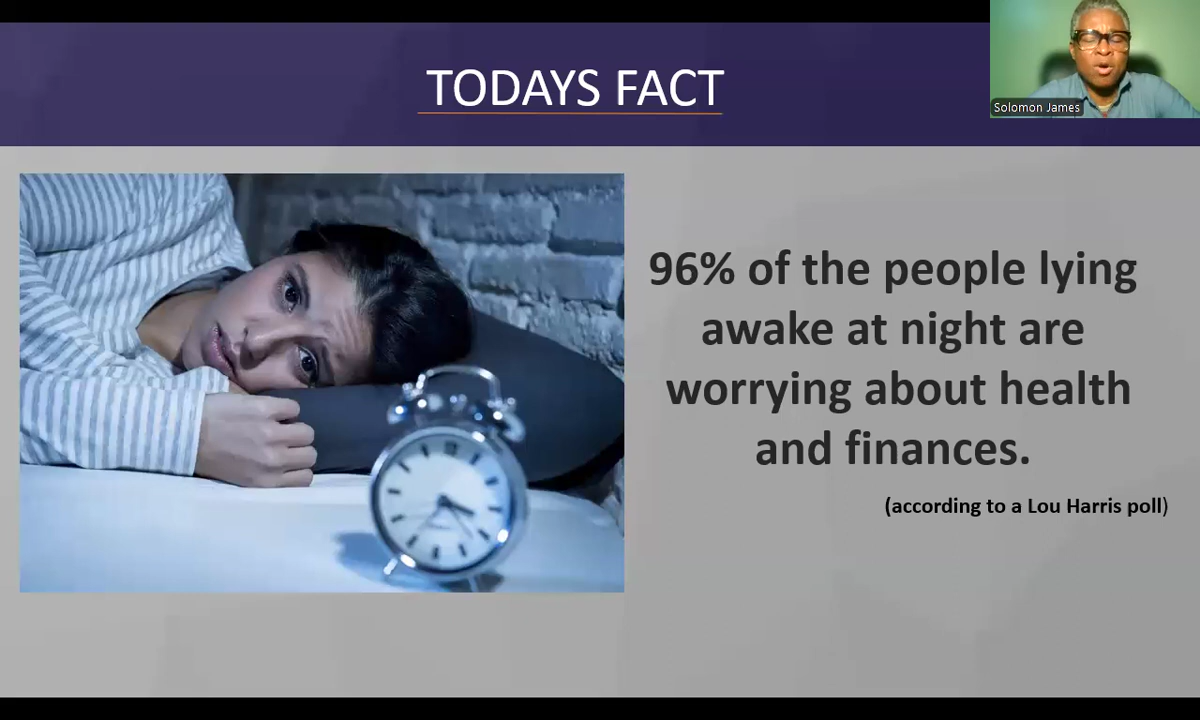 TODAYS FACT
Solomon James
96% of the people lying
awake at night are
worrying about health
and finances.
(according to a Lou Harris poll)